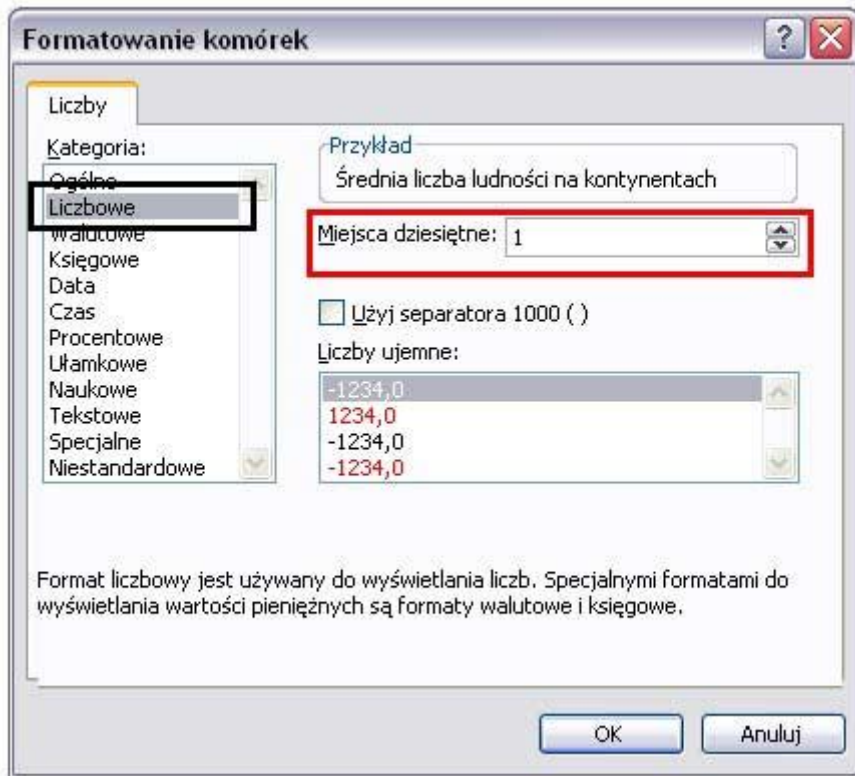 Formatowanie komórek
Liczby
Kategoria:
Ogólne
Liczbowe
Walutowe
Księgowe
Data
Czas
Procentowe
Ułamkowe
Naukowe
Tekstowe
Specjalne
Niestandardowe
Przykład
Średnia liczba ludności na kontynentach
Miejsca dziesiętne: 1
Użyj separatora 1000 ( )
Liczby ujemne:
-1234,0
1234,0
-1234,0
-1234,0
Format liczbowy jest używany do wyświetlania liczb. Specjalnymi formatami do
wyświetlania wartości pieniężnych są formaty walutowe i księgowe.
OK Anuluj